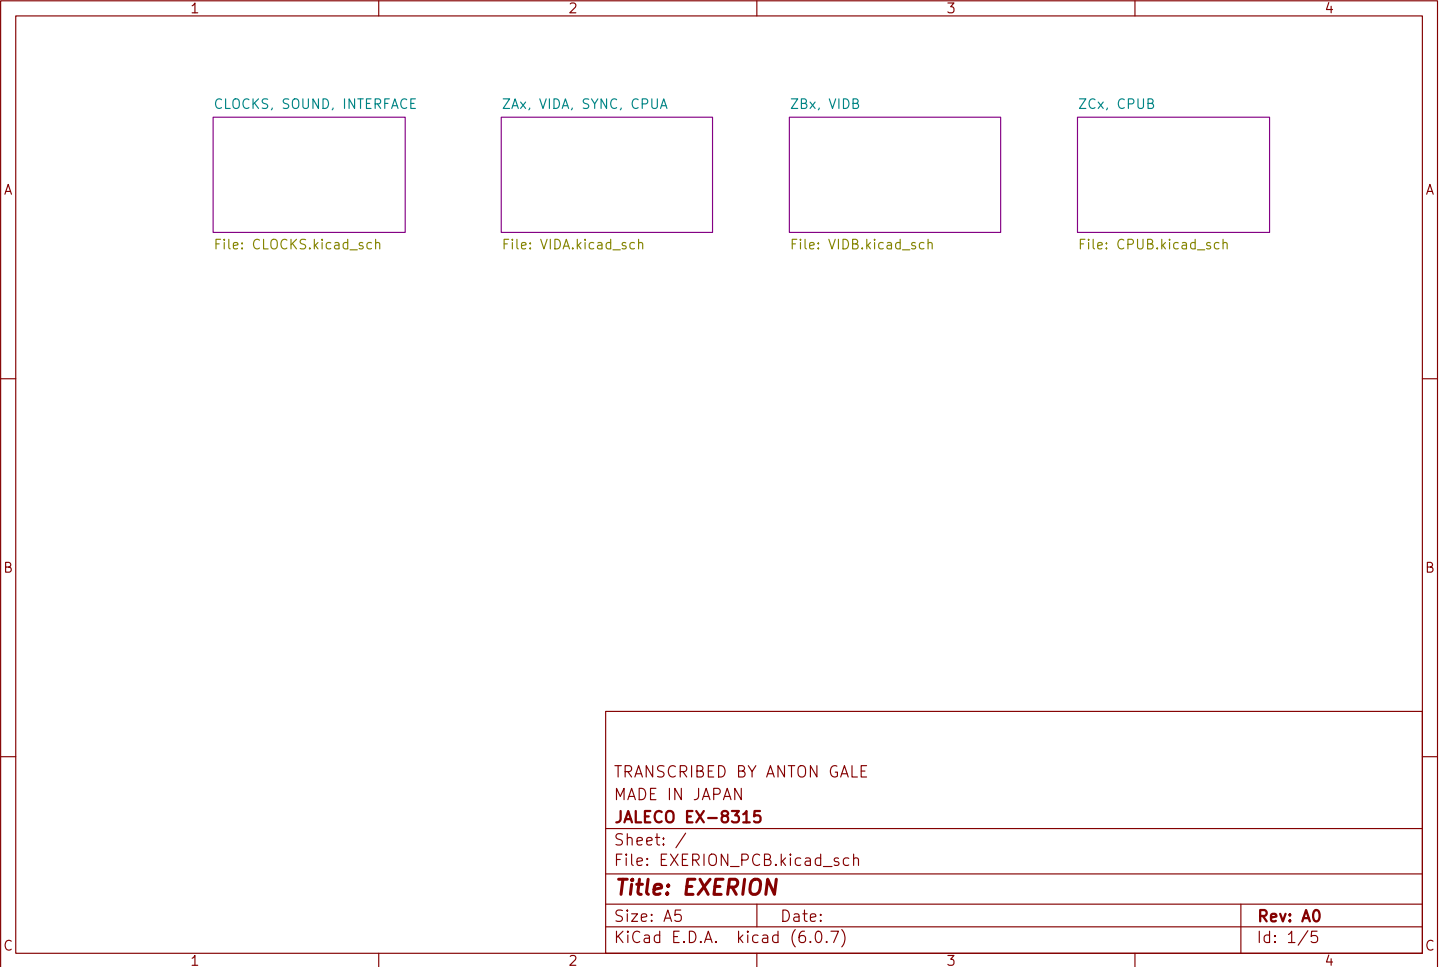 1 2 3 4
CLOCKS, SOUND, INTERFACE
ZAx, VIDA, SYNC, CPUA
ZBx, VIDB
ZCx, CPUB
A A
File: CLOCKS.kicad_sch
File: VIDA.kicad_sch
File: VIDB.kicad_sch
File: CPUB.kicad_sch
B B
TRANSCRIBED BY ANTON GALE
MADE IN JAPAN
JALECO EX-8315
Sheet: /
File: EXERION_PCB.kicad_sch
Title: EXERION
Size: A5 Date: Rev: A0
KiCad E.D.A. kicad (6.0.7) Id: 1/5
C C
1 2 3 4